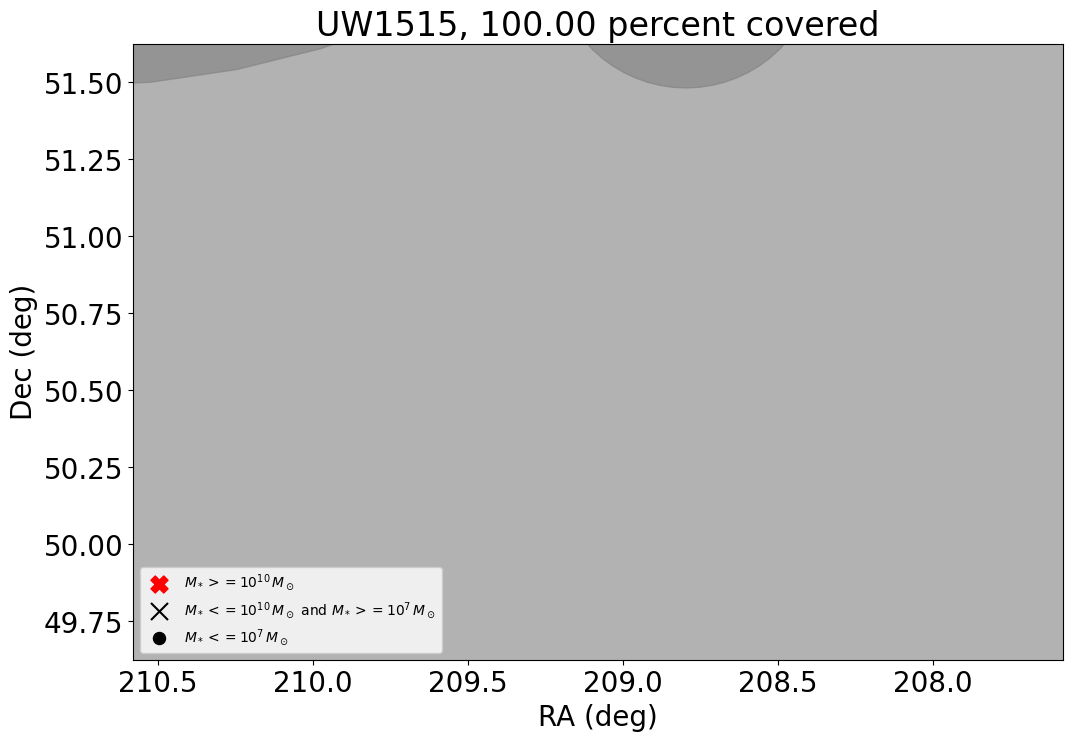 UW1515, 100.00 percent covered
51.50
51.25
51.00
50.75
50.50
50.25
50.00
49.75
Dec (deg)
M* >= 10^10 M⊙
M* <= 10^10 M⊙ and M* >= 10^7 M⊙
M* <= 10^7 M⊙
210.5 210.0 209.5 209.0 208.5 208.0
RA (deg)